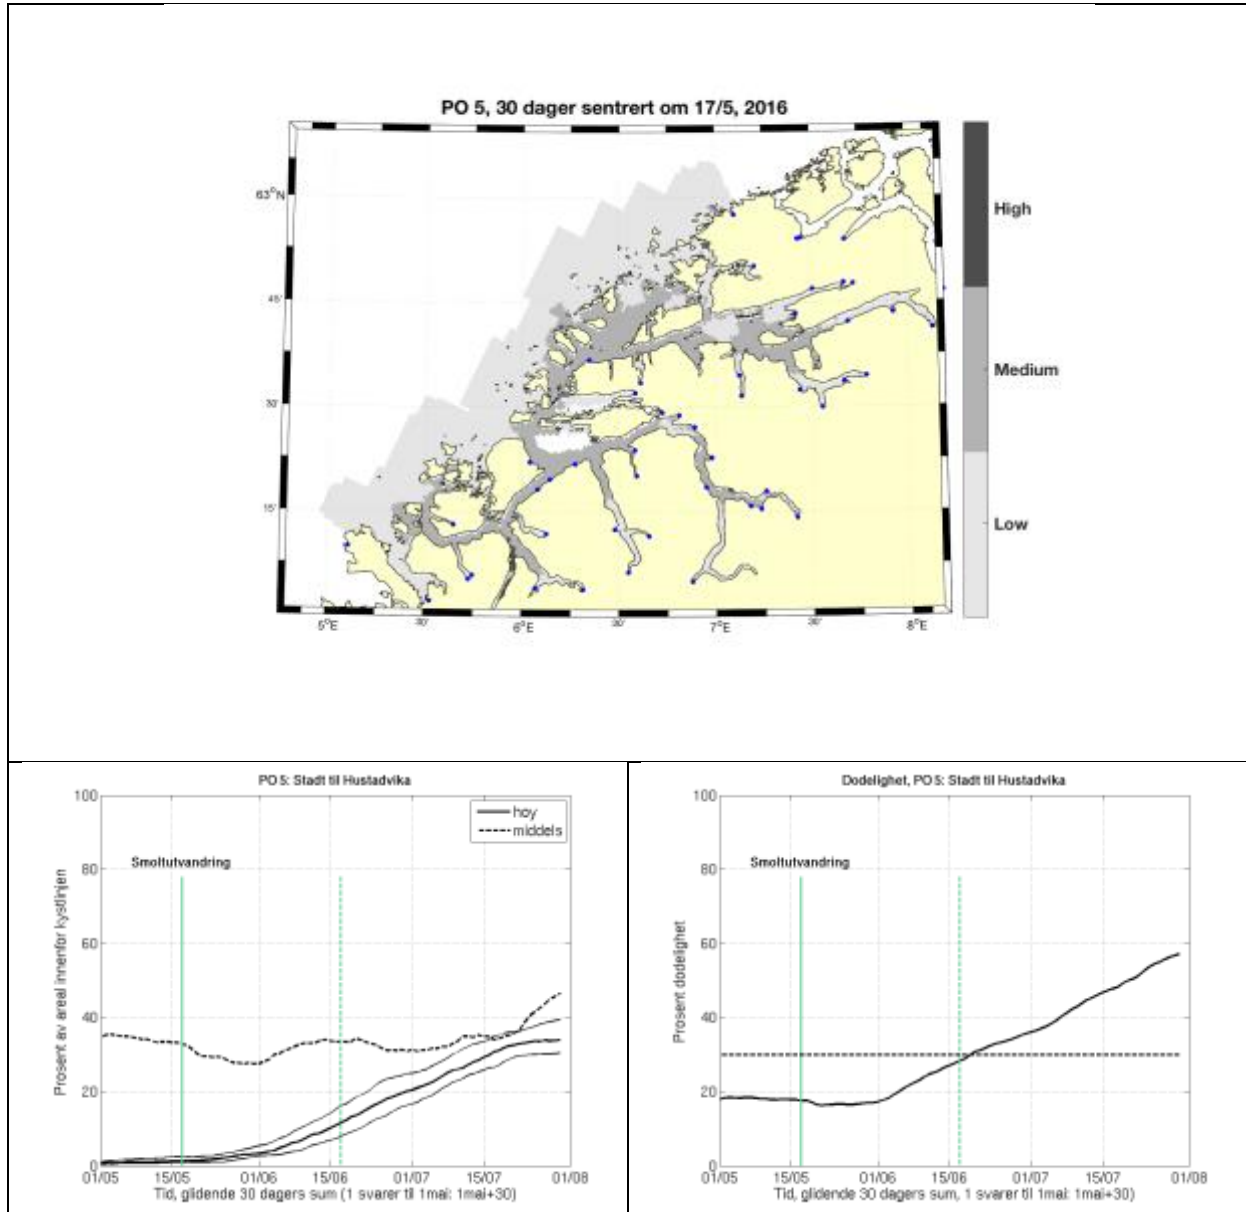 PO 5, 30 dager sentrert om 17/5, 2016
63°N
45'
30'
15'
5°E
30'
6°E
30'
7°E
30'
8°E
High
Medium
Low
PO 5: Stadt til Hustadvika
100
80
60
40
20
0
Prosent av areal innenfor kystlinjen
hoy
middels
Smoltutvandring
01/05
15/05
01/06
15/06
01/07
15/07
01/08
Tid, glidende 30 dagers sum (1 svarer til 1mai: 1mai+30)
Dodelighet, PO 5: Stadt til Hustadvika
100
80
60
40
20
0
Prosent dodelighet
Smoltutvandring
01/05
15/05
01/06
15/06
01/07
15/07
01/08
Tid, glidende 30 dagers sum, 1 svarer til 1mai: 1mai+30)